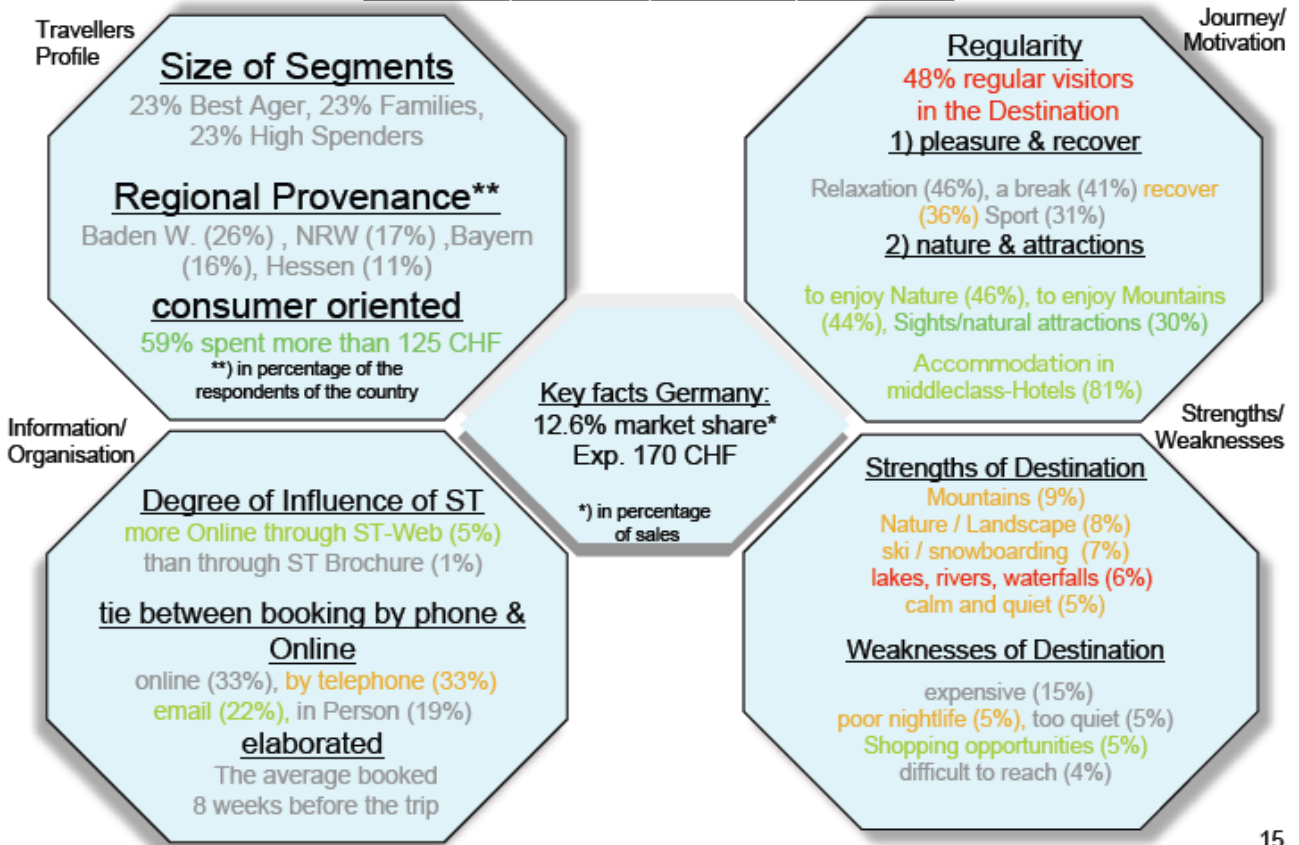 Travellers
Profile
Size of Segments
23% Best Ager, 23% Families,
23% High Spenders
Regional Provenance**
Baden W. (26%) , NRW (17%) ,Bayern
(16%), Hessen (11%)
consumer oriented
59% spent more than 125 CHF
**) in percentage of the
respondents of the country
Journey/
Motivation
Regularity
48% regular visitors
in the Destination
1) pleasure & recover
Relaxation (46%), a break (41%) recover
(36%) Sport (31%)
2) nature & attractions
to enjoy Nature (46%), to enjoy Mountains
(44%), Sights/natural attractions (30%)
Accommodation in
middleclass-Hotels (81%)
Key facts Germany:
12.6% market share*
Exp. 170 CHF
*) in percentage
of sales
Information/
Organisation
Degree of Influence of ST
more Online through ST-Web (5%)
than through ST Brochure (1%)
tie between booking by phone &
Online
online (33%), by telephone (33%)
email (22%), in Person (19%)
elaborated
The average booked
8 weeks before the trip
Strengths/
Weaknesses
Strengths of Destination
Mountains (9%)
Nature / Landscape (8%)
ski / snowboarding (7%)
lakes, rivers, waterfalls (6%)
calm and quiet (5%)
Weaknesses of Destination
expensive (15%)
poor nightlife (5%), too quiet (5%)
Shopping opportunities (5%)
difficult to reach (4%)
15